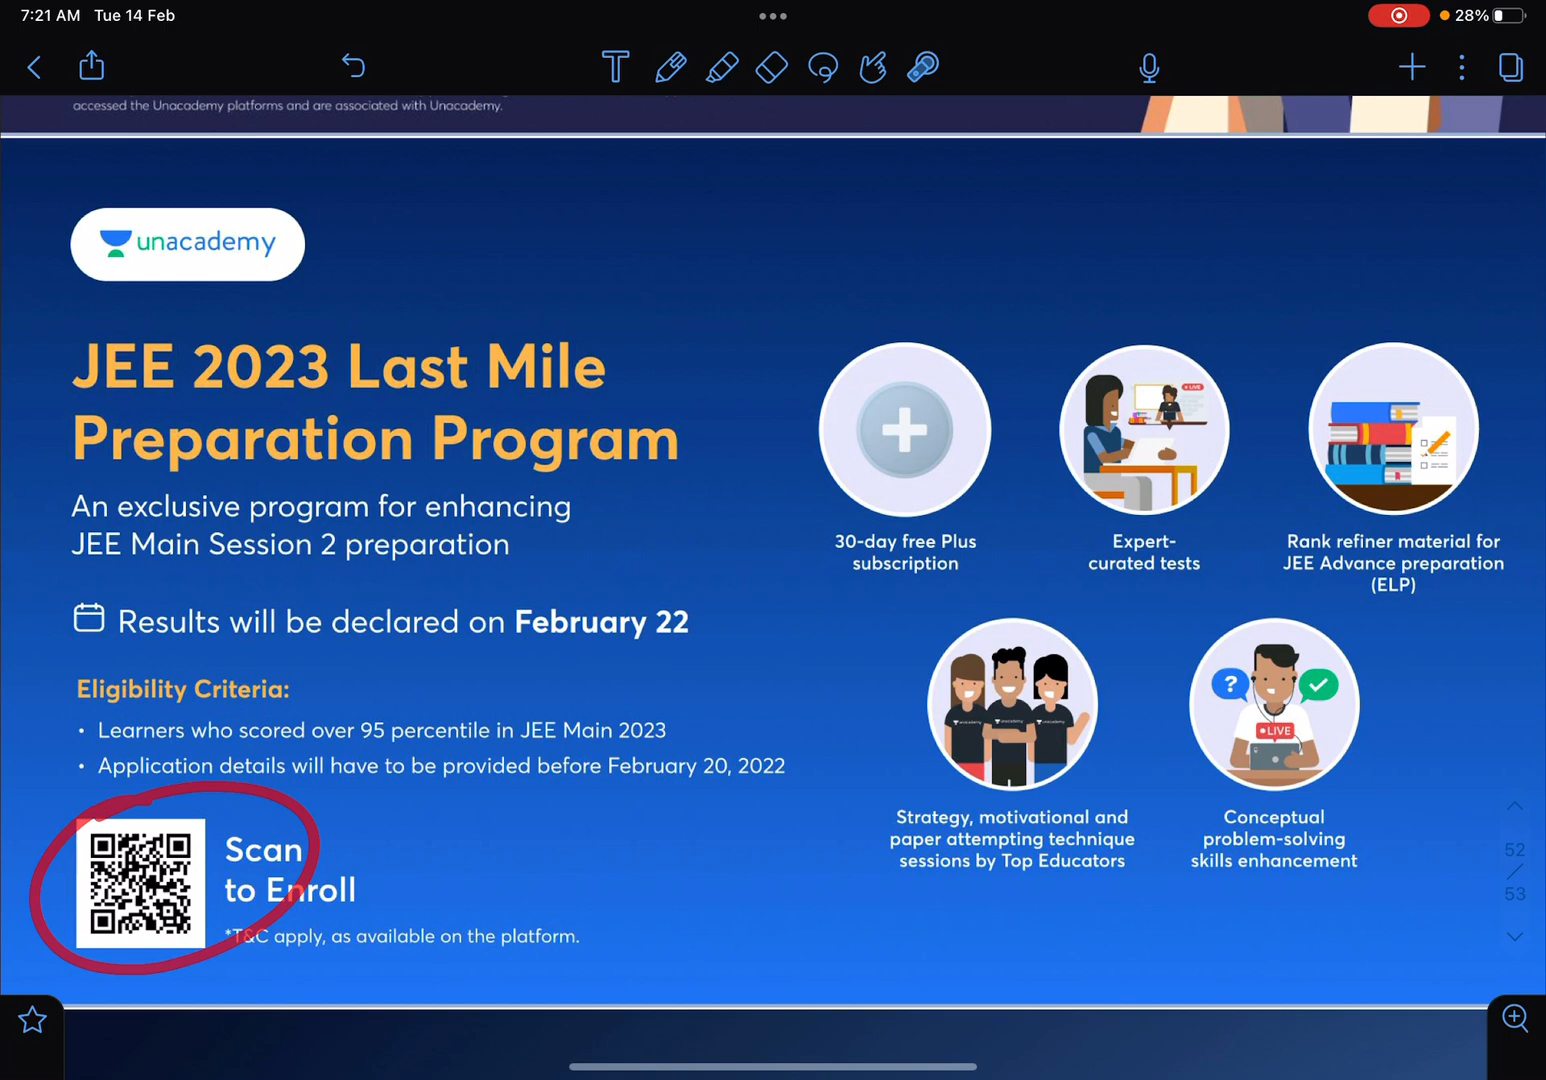 7:21 AM Tue 14 Feb
28%
accessed the Unacademy platforms and are associated with Unacademy.
unacademy
JEE 2023 Last Mile
Preparation Program
An exclusive program for enhancing
JEE Main Session 2 preparation
Results will be declared on February 22
Eligibility Criteria:
• Learners who scored over 95 percentile in JEE Main 2023
• Application details will have to be provided before February 20, 2022
Scan
to Enroll
*T&C apply, as available on the platform.
30-day free Plus
subscription
LIVE
Expert-
curated tests
Rank refiner material for
JEE Advance preparation
(ELP)
unacademy unacademy unacademy
Strategy, motivational and
paper attempting technique
sessions by Top Educators
?
LIVE
Conceptual
problem-solving
skills enhancement
52
/
53